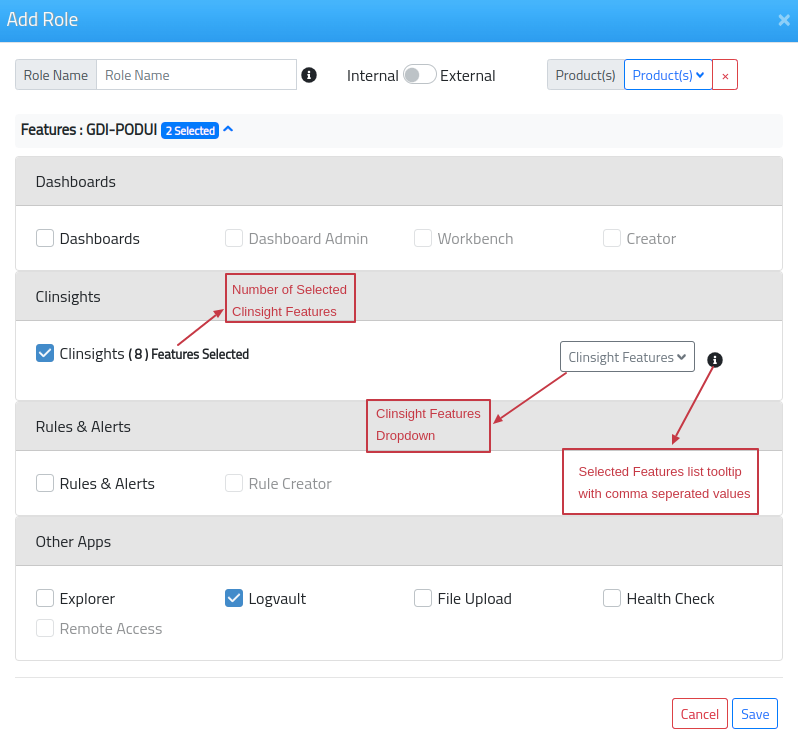 Add Role
×
Role Name Role Name Internal External Product(s) Product(s) ×
Features : GDI-PODUI 2 Selected
Dashboards
Dashboards Dashboard Admin Workbench Creator
Number of Selected
Clinsight Features
Clinsights
Clinsights ( 8 ) Features Selected Clinsight Features
Clinsight Features
Dropdown
Rules & Alerts
Selected Features list tooltip
with comma seperated values
Rules & Alerts Rule Creator
Other Apps
Explorer Logvault File Upload Health Check
Remote Access
Cancel Save